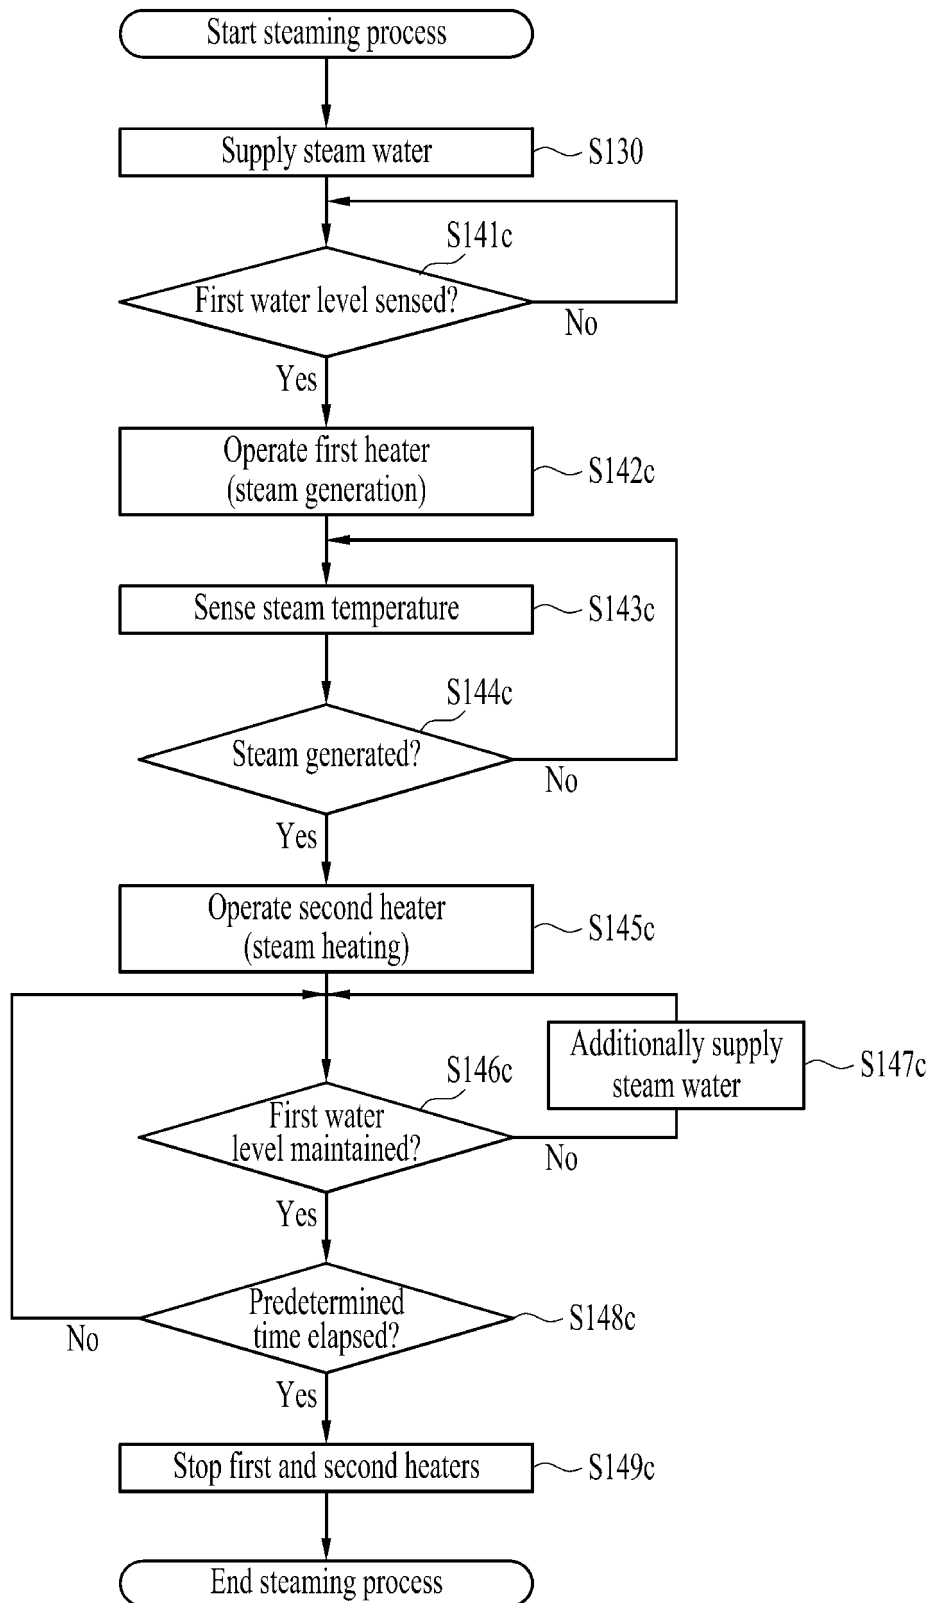 Start steaming process
Supply steam water
S130
S141c
First water level sensed?
No
Yes
Operate first heater
(steam generation)
S142c
Sense steam temperature
S143c
S144c
Steam generated?
No
Yes
Operate second heater
(steam heating)
S145c
Additionally supply
steam water
S147c
S146c
First water
level maintained?
No
Yes
Predetermined
time elapsed?
S148c
No
Yes
Stop first and second heaters
S149c
End steaming process